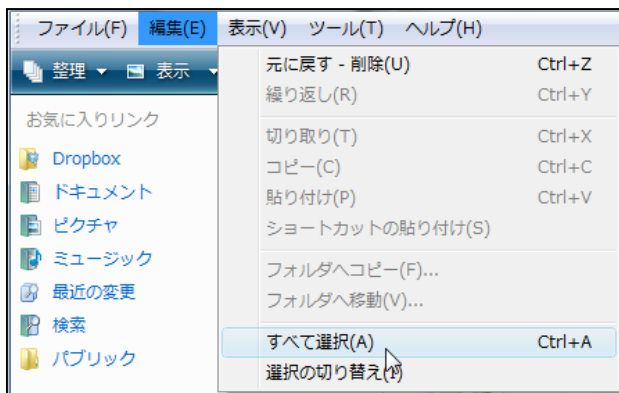 ファイル(F) 編集(E) 表示(V) ツール(T) ヘルプ(H)
整理 表示
元に戻す - 削除(U) Ctrl+Z
繰り返し(R) Ctrl+Y
切り取り(T) Ctrl+X
コピー(C) Ctrl+C
貼り付け(P) Ctrl+V
ショートカットの貼り付け(S)
フォルダへコピー(F)...
フォルダへ移動(V)...
すべて選択(A) Ctrl+A
選択の切り替え(I)
お気に入りリンク
Dropbox
ドキュメント
ピクチャ
ミュージック
最近の変更
検索
パブリック